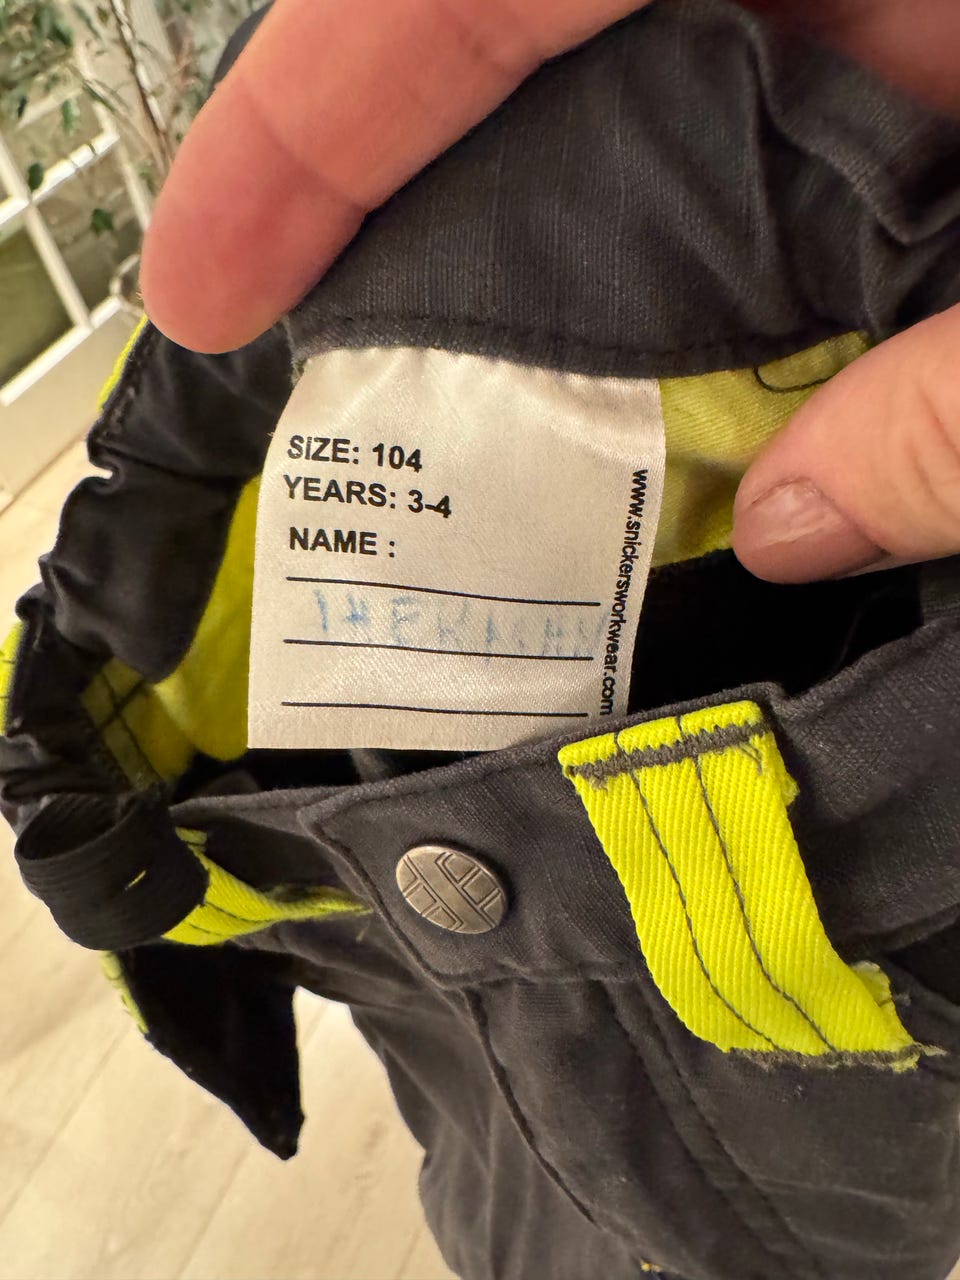 SIZE: 104
YEARS: 3-4
NAME :
www.snickersworkwear.com